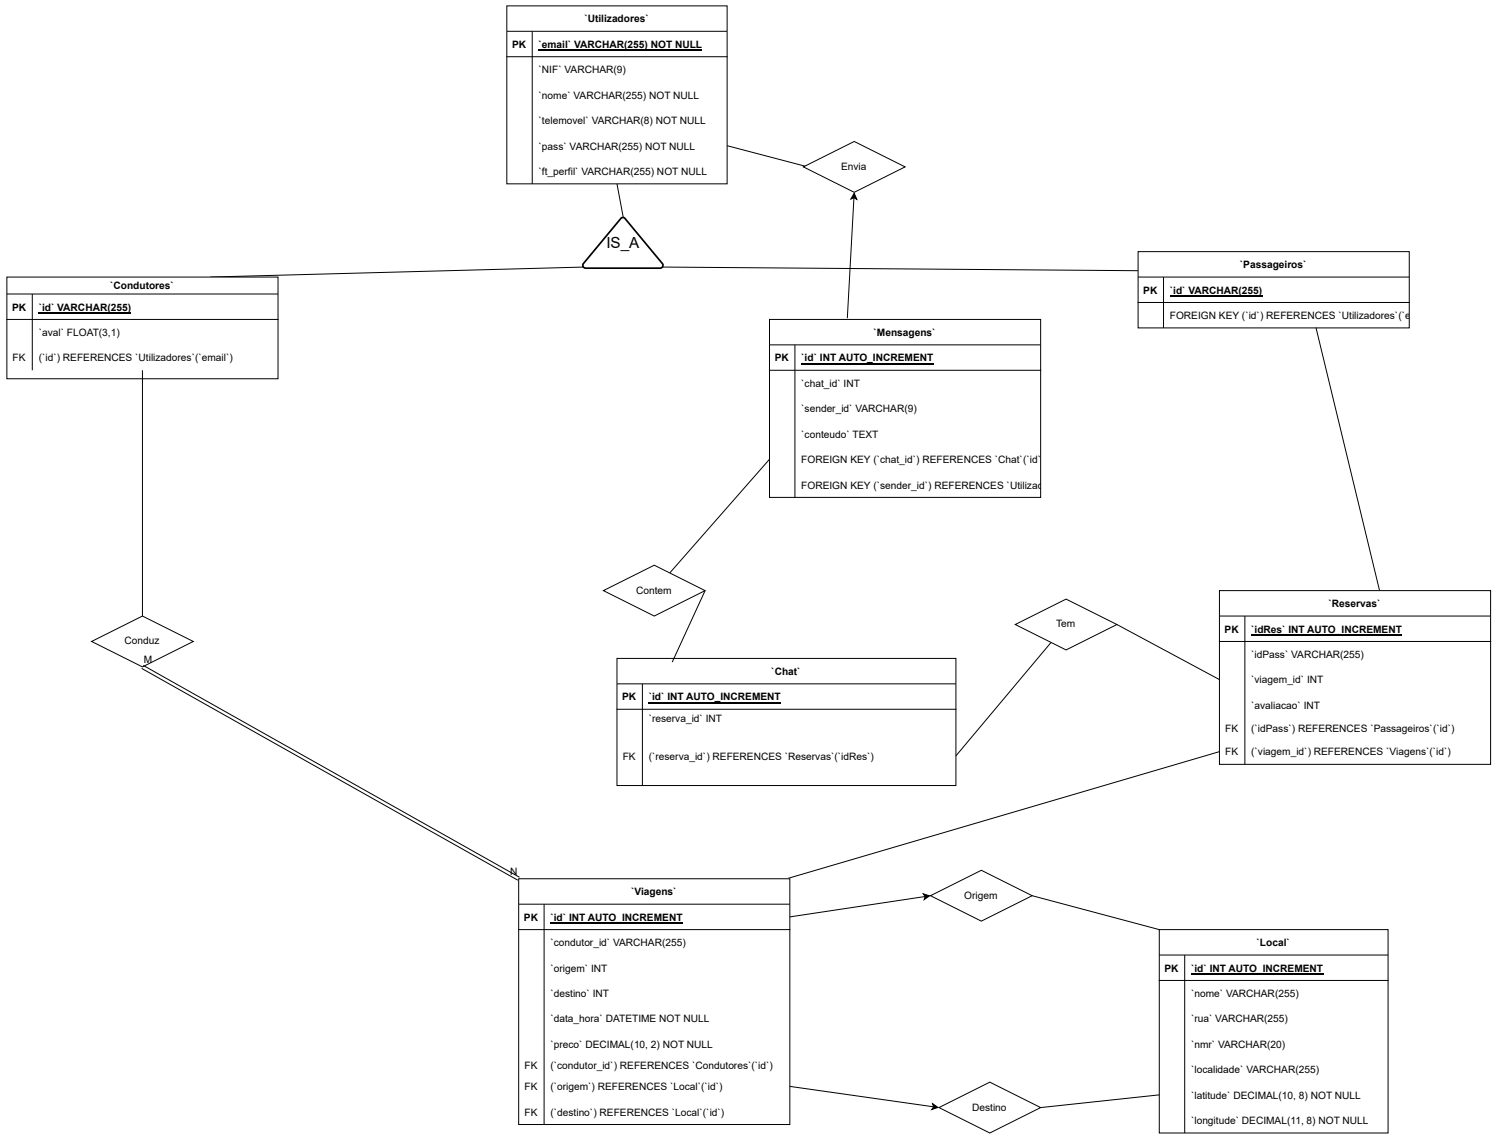 `Utilizadores`
PK `email` VARCHAR(255) NOT NULL
`NIF` VARCHAR(9)
`nome` VARCHAR(255) NOT NULL
`telemovel` VARCHAR(8) NOT NULL
`pass` VARCHAR(255) NOT NULL
`ft_perfil` VARCHAR(255) NOT NULL
Envia
IS_A
`Condutores`
PK `id` VARCHAR(255)
`aval` FLOAT(3,1)
FK (`id`) REFERENCES `Utilizadores`(`email`)
`Passageiros`
PK `id` VARCHAR(255)
FOREIGN KEY (`id`) REFERENCES `Utilizadores`(`e
`Mensagens`
PK `id` INT AUTO_INCREMENT
`chat_id` INT
`sender_id` VARCHAR(9)
`conteudo` TEXT
FOREIGN KEY (`chat_id`) REFERENCES `Chat`(`id`
FOREIGN KEY (`sender_id`) REFERENCES `Utilizad
Contem
Conduz
M
N
Tem
`Chat`
PK `id` INT AUTO_INCREMENT
`reserva_id` INT
FK (`reserva_id`) REFERENCES `Reservas`(`idRes`)
`Reservas`
PK `idRes` INT AUTO_INCREMENT
`idPass` VARCHAR(255)
`viagem_id` INT
`avaliacao` INT
FK (`idPass`) REFERENCES `Passageiros`(`id`)
FK (`viagem_id`) REFERENCES `Viagens`(`id`)
`Viagens`
PK `id` INT AUTO_INCREMENT
`condutor_id` VARCHAR(255)
`origem` INT
`destino` INT
`data_hora` DATETIME NOT NULL
`preco` DECIMAL(10, 2) NOT NULL
FK (`condutor_id`) REFERENCES `Condutores`(`id`)
FK (`origem`) REFERENCES `Local`(`id`)
FK (`destino`) REFERENCES `Local`(`id`)
Origem
Destino
`Local`
PK `id` INT AUTO_INCREMENT
`nome` VARCHAR(255)
`rua` VARCHAR(255)
`nmr` VARCHAR(20)
`localidade` VARCHAR(255)
`latitude` DECIMAL(10, 8) NOT NULL
`longitude` DECIMAL(11, 8) NOT NULL